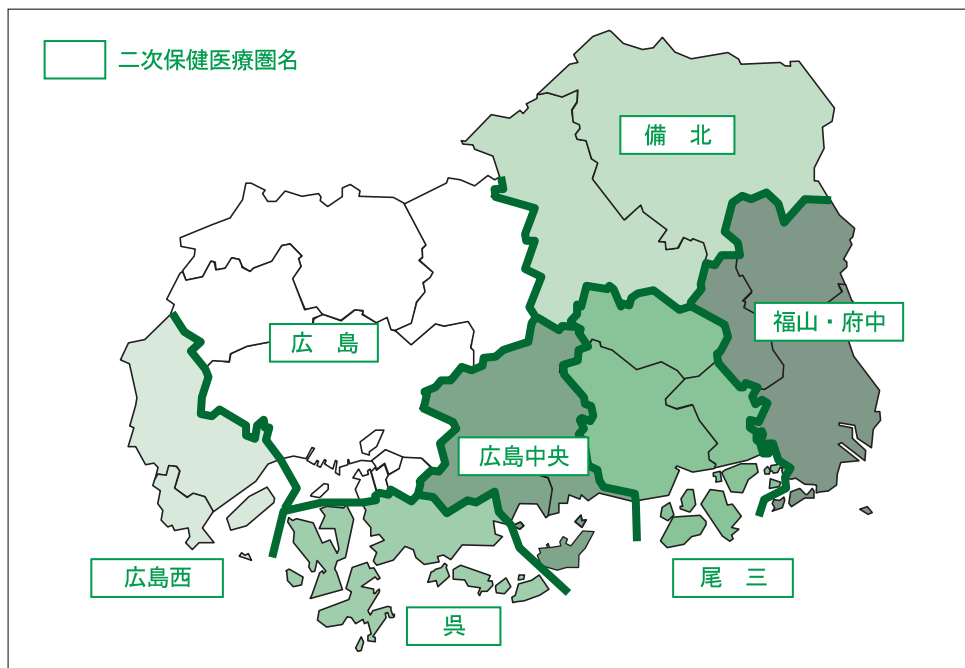 二次保健医療圏名
備　北
福山・府中
広　島
広島中央
広島西
尾　三
呉